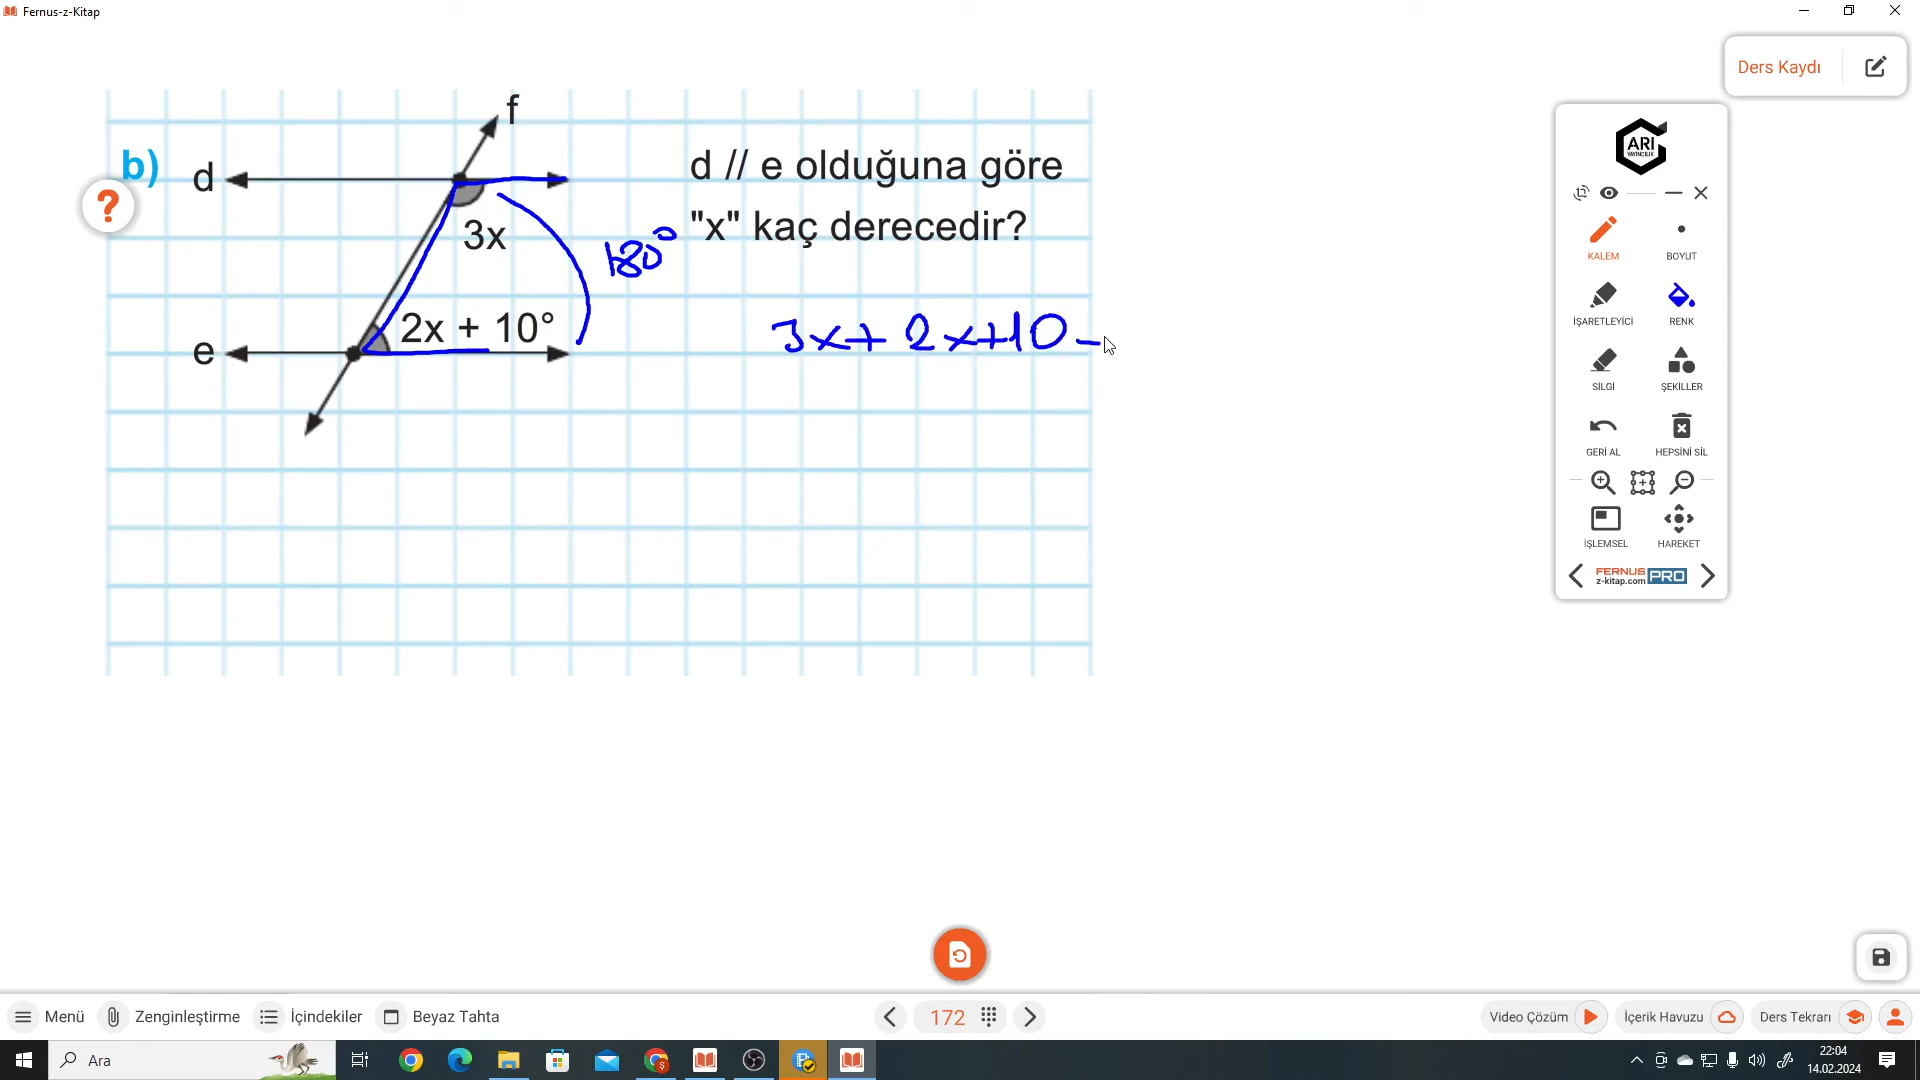 Fernus-z-Kitap
Ders Kaydı
f
b)
d
d // e olduğuna göre
?
3x
180°
"x" kaç derecedir?
e
2x + 10°
3x+ 2x+10 -
ARI
YAYINCILIK
KALEM
BOYUT
İŞARETLEYİCİ
RENK
SİLGİ
ŞEKİLLER
GERİ AL
HEPSİNİ SİL
İŞLEMSEL
HAREKET
FERNUS
z-kitap.com
PRO
Menü
Zenginleştirme
İçindekiler
Beyaz Tahta
172
Video Çözüm
İçerik Havuzu
Ders Tekrarı
Ara
22:04
14.02.2024